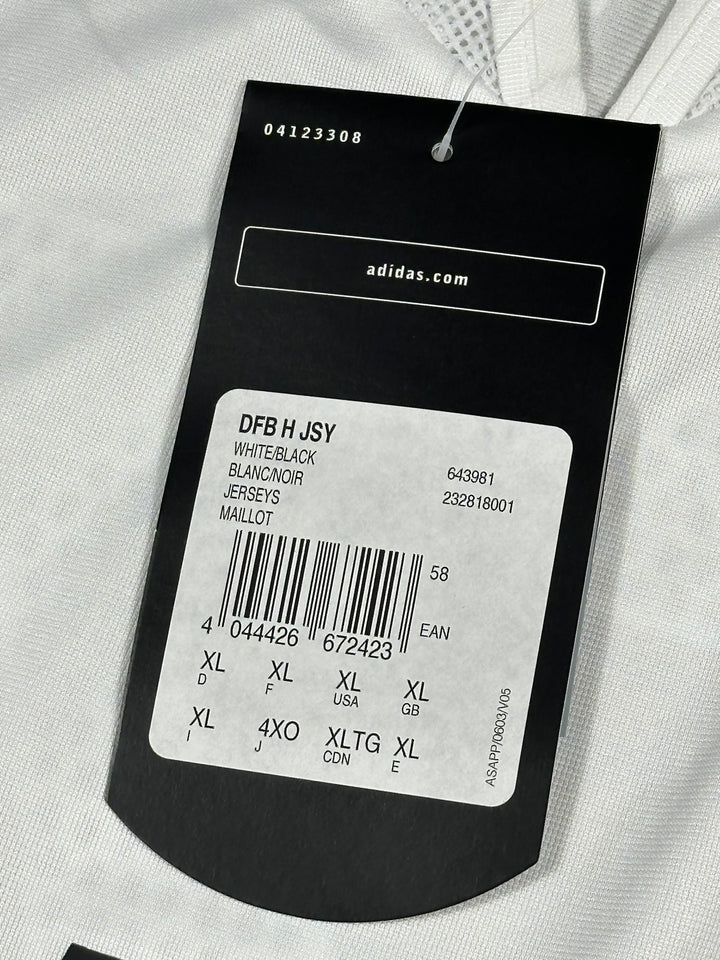 04123308
adidas.com
DFB H JSY
WHITE/BLACK
BLANC/NOIR 643981
JERSEYS 232818001
MAILLOT
58
4 044426 672423 EAN
XL XL XL XL
D F USA GB
XL 4XO XLTG XL
I J CDN E
ASAPP/0603/V05